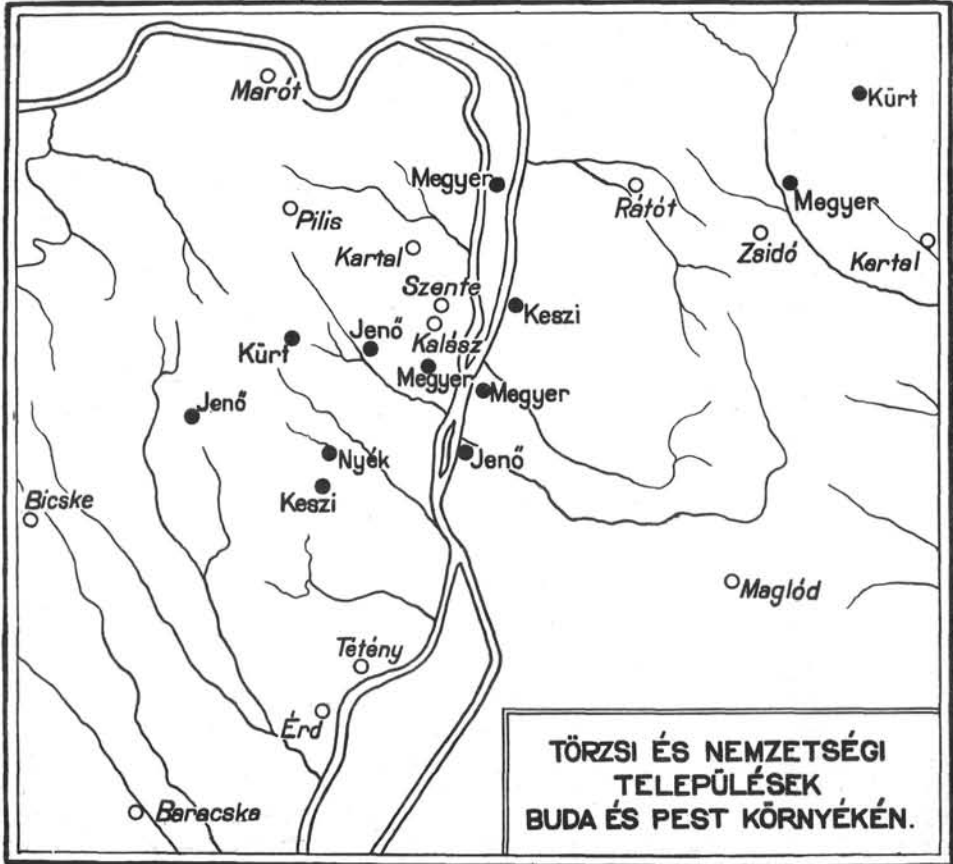 Marót
Kürt
Megyer
Megyer
Rátót
Pilis
Kartal
Zsidó
Kartal
Szente
Keszi
Kalász
Jenő
Kürt
Megyer
Megyer
Jenő
Nyék
Jenő
Keszi
Bicske
Maglód
Tétény
Érd
Baracska
TÖRZSI ÉS NEMZETSÉGI
TELEPÜLÉSEK
BUDA ÉS PEST KÖRNYÉKÉN.